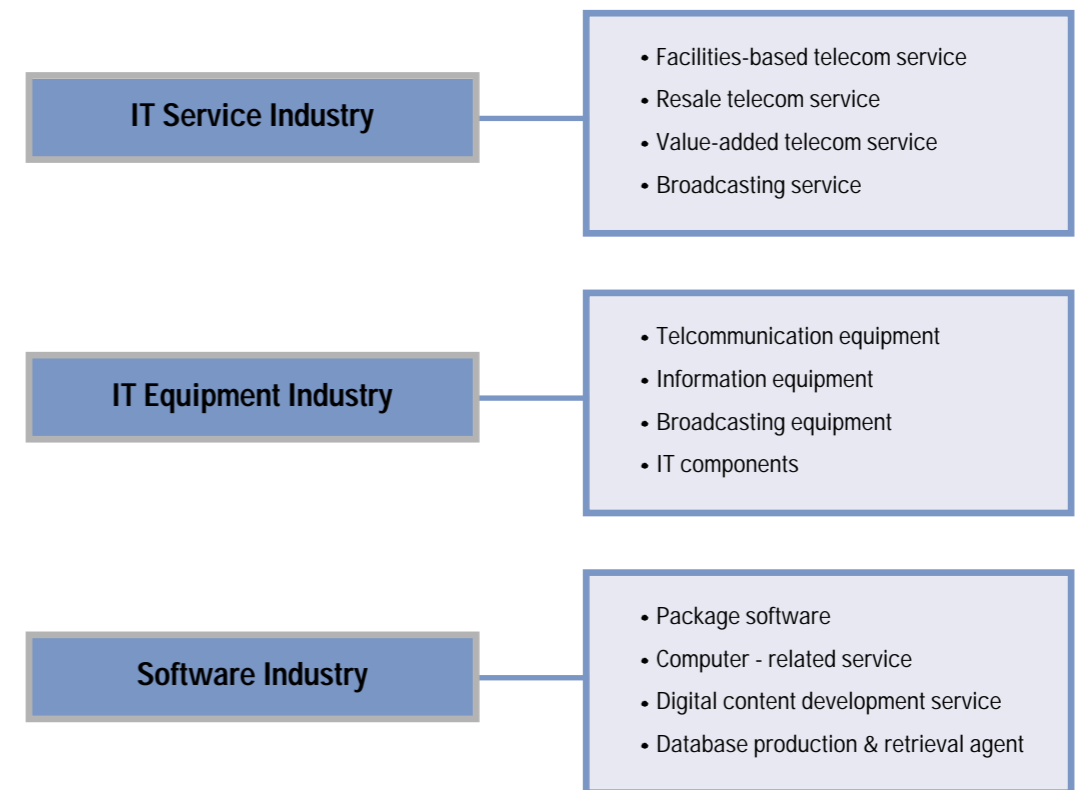 IT Service Industry
• Facilities-based telecom service
• Resale telecom service
• Value-added telecom service
• Broadcasting service
IT Equipment Industry
• Telcommunication equipment
• Information equipment
• Broadcasting equipment
• IT components
Software Industry
• Package software
• Computer - related service
• Digital content development service
• Database production & retrieval agent